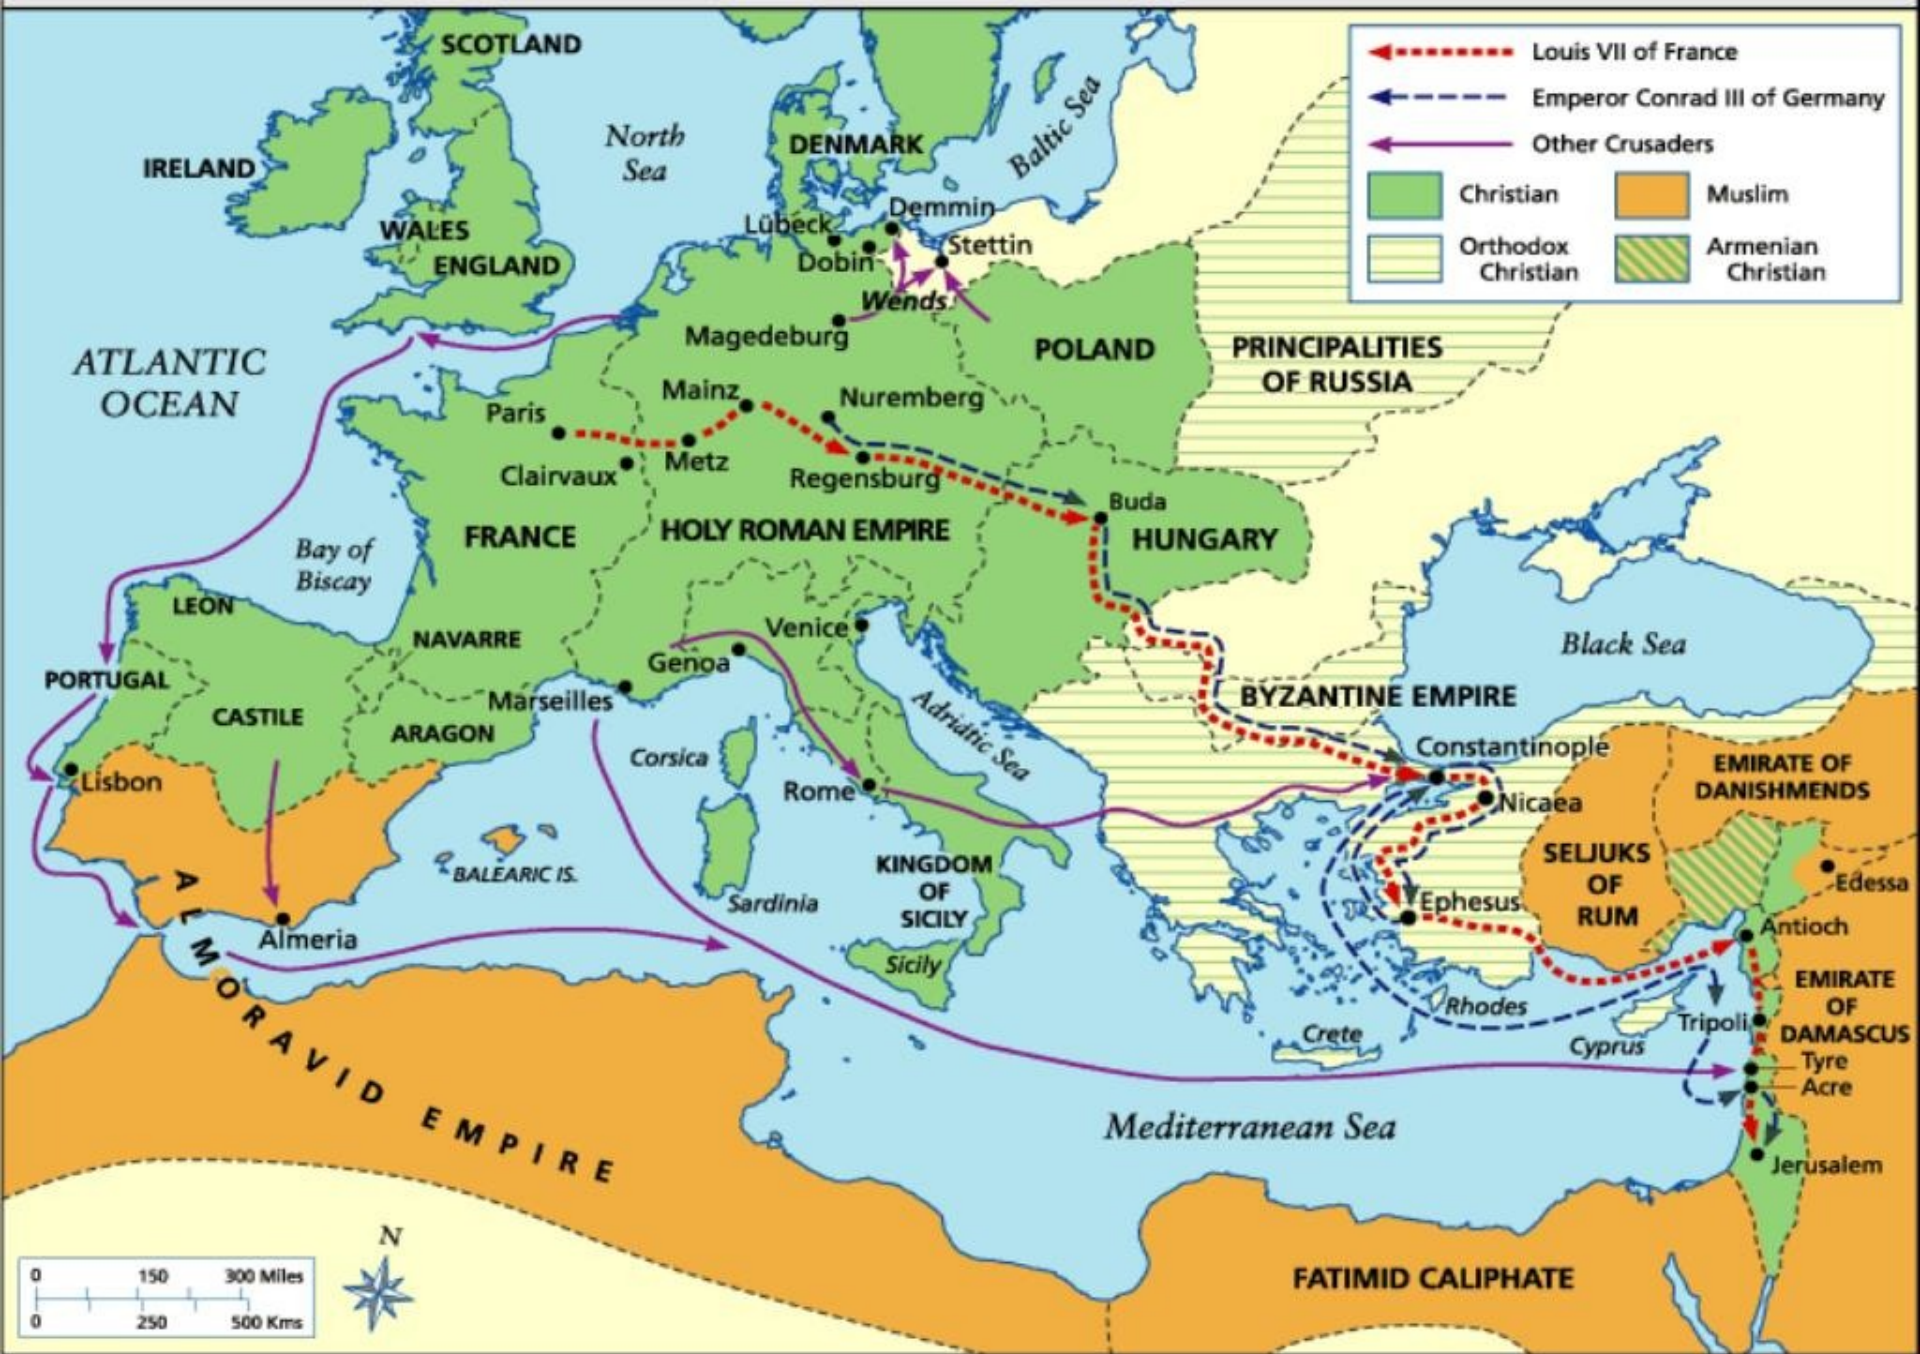 SCOTLAND
IRELAND
North
Sea
DENMARK
Baltic Sea
Louis VII of France
Emperor Conrad III of Germany
Other Crusaders
Christian
Muslim
Orthodox
Christian
Armenian
Christian
WALES
ENGLAND
Lübeck
Demmin
Dobin
Stettin
Wends
Magedeburg
POLAND
PRINCIPALITIES
OF RUSSIA
ATLANTIC
OCEAN
Paris
Mainz
Nuremberg
Clairvaux
Metz
Regensburg
Buda
FRANCE
HOLY ROMAN EMPIRE
HUNGARY
Bay of
Biscay
LEON
NAVARRE
Venice
Genoa
Black Sea
PORTUGAL
Marseilles
BYZANTINE EMPIRE
CASTILE
ARAGON
Corsica
Adriatic Sea
Constantinople
Lisbon
Rome
Nicaea
EMIRATE OF
DANISHMENDS
BALEARIC IS.
Sardinia
KINGDOM
OF
SICILY
SELJUKS
OF
RUM
Edessa
Ephesus
Almeria
Antioch
Sicily
EMIRATE
OF
DAMASCUS
Rhodes
Crete
Cyprus
Tripoli
Tyre
Acre
ALMORAVID EMPIRE
Mediterranean Sea
Jerusalem
FATIMID CALIPHATE
N
0 150 300 Miles
0 250 500 Kms